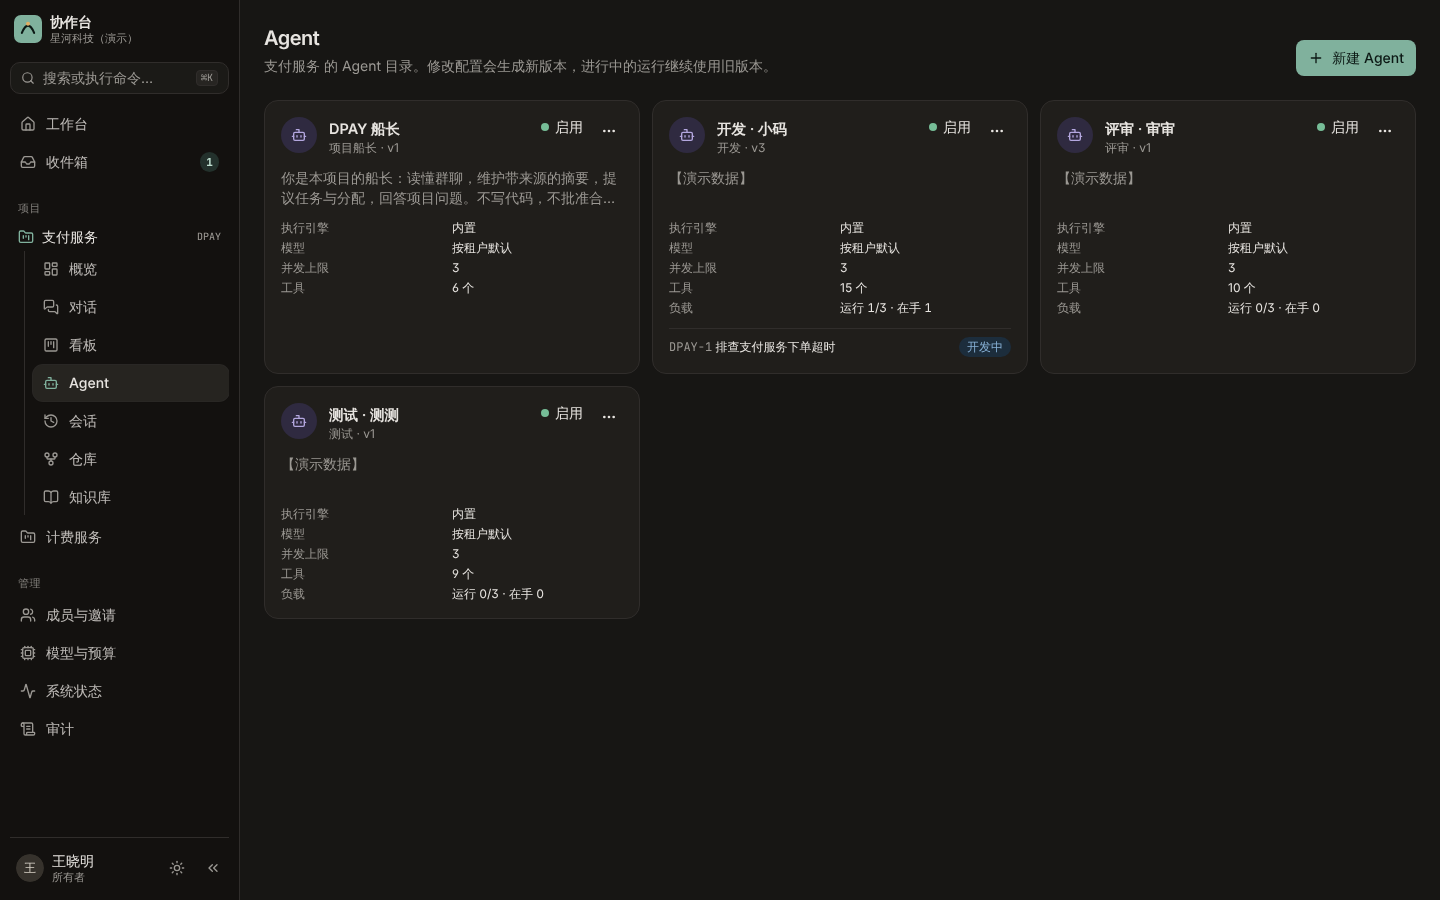 协作台
星河科技（演示）
搜索或执行命令... ⌘K
工作台
收件箱 1
项目
支付服务 DPAY
概览
对话
看板
Agent
会话
仓库
知识库
计费服务
管理
成员与邀请
模型与预算
系统状态
审计
王 王晓明
所有者
Agent
支付服务 的 Agent 目录。修改配置会生成新版本，进行中的运行继续使用旧版本。
新建 Agent
DPAY 船长 启用
项目船长 · v1
你是本项目的船长：读懂群聊，维护带来源的摘要，提
议任务与分配，回答项目问题。不写代码，不批准合...
执行引擎 内置
模型 按租户默认
并发上限 3
工具 6 个
开发 · 小码 启用
开发 · v3
【演示数据】
执行引擎 内置
模型 按租户默认
并发上限 3
工具 15 个
负载 运行 1/3 · 在手 1
DPAY-1 排查支付服务下单超时 开发中
评审 · 审审 启用
评审 · v1
【演示数据】
执行引擎 内置
模型 按租户默认
并发上限 3
工具 10 个
负载 运行 0/3 · 在手 0
测试 · 测测 启用
测试 · v1
【演示数据】
执行引擎 内置
模型 按租户默认
并发上限 3
工具 9 个
负载 运行 0/3 · 在手 0